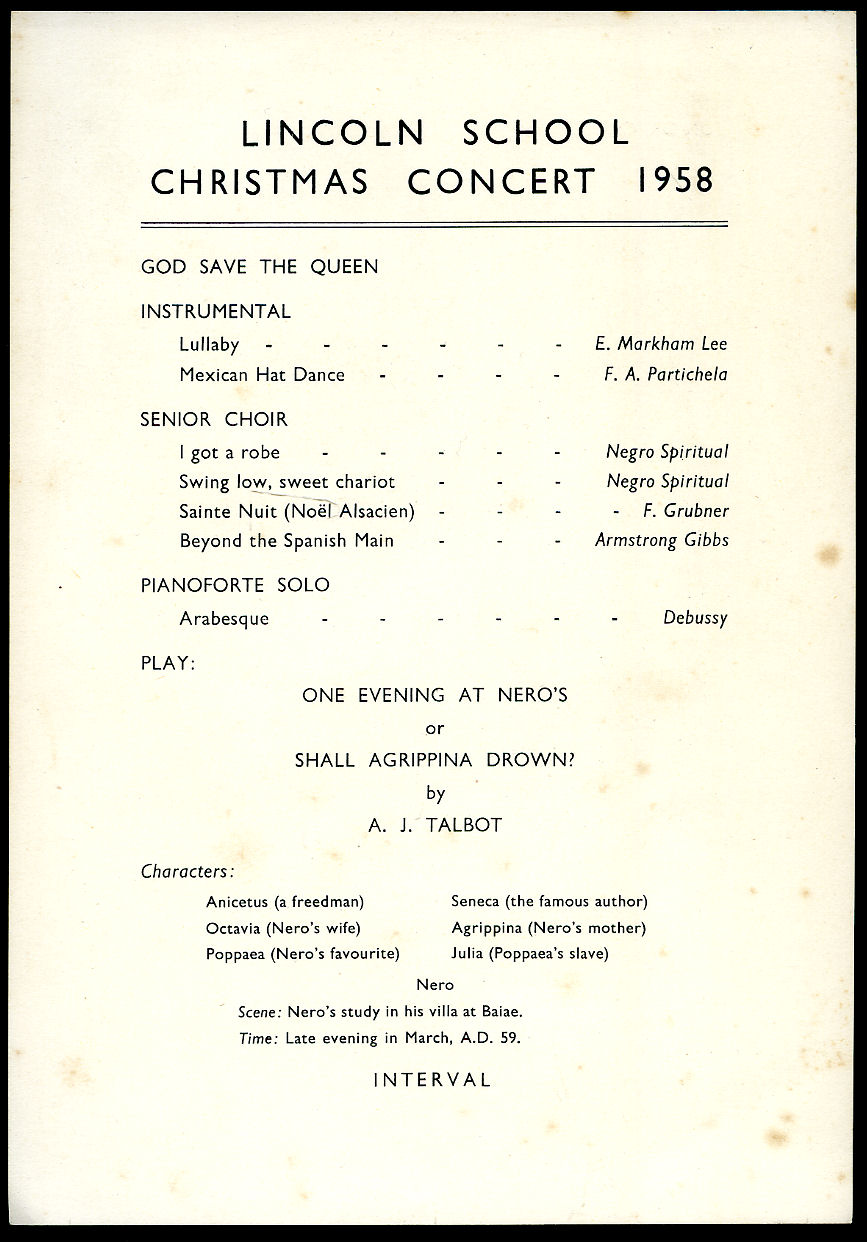 LINCOLN SCHOOL
CHRISTMAS CONCERT 1958
GOD SAVE THE QUEEN
INSTRUMENTAL
Lullaby - - - - - - E. Markham Lee
Mexican Hat Dance - - - - F. A. Partichela
SENIOR CHOIR
I got a robe - - - - - Negro Spiritual
Swing low, sweet chariot - - - Negro Spiritual
Sainte Nuit (Noël Alsacien) - - - - F. Grubner
Beyond the Spanish Main - - - Armstrong Gibbs
PIANOFORTE SOLO
Arabesque - - - - - - Debussy
PLAY:
ONE EVENING AT NERO'S
or
SHALL AGRIPPINA DROWN?
by
A. J. TALBOT
Characters:
Anicetus (a freedman) Seneca (the famous author)
Octavia (Nero's wife) Agrippina (Nero's mother)
Poppaea (Nero's favourite) Julia (Poppaea's slave)
Nero
Scene: Nero's study in his villa at Baiae.
Time: Late evening in March, A.D. 59.
INTERVAL